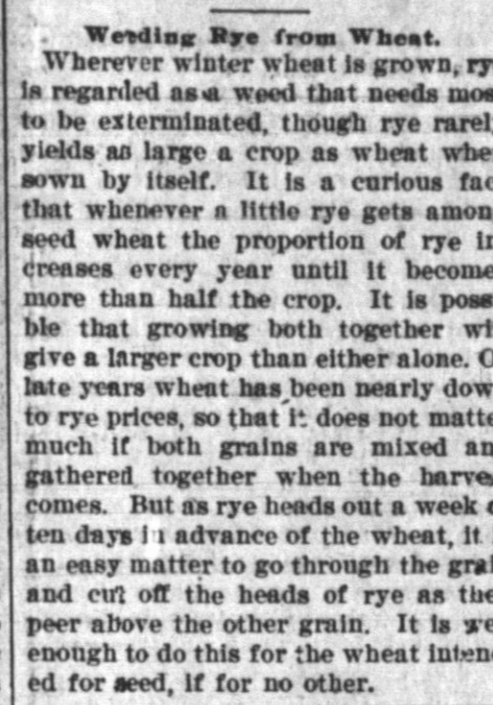 Weeding Rye from Wheat.
Wherever winter wheat is grown, ry
is regarded as a weed that needs mos
to be exterminated, though rye rarel
yields as large a crop as wheat whe
sown by itself. It is a curious fac
that whenever a little rye gets amon
seed wheat the proportion of rye in
creases every year until it become
more than half the crop. It is poss
ble that growing both together wi
give a larger crop than either alone. O
late years wheat has been nearly dow
to rye prices, so that it does not matte
much if both grains are mixed an
gathered together when the harve
comes. But as rye heads out a week
ten days in advance of the wheat, it
an easy matter to go through the grai
and cut off the heads of rye as the
peer above the other grain. It is we
enough to do this for the wheat intend
ed for seed, if for no other.